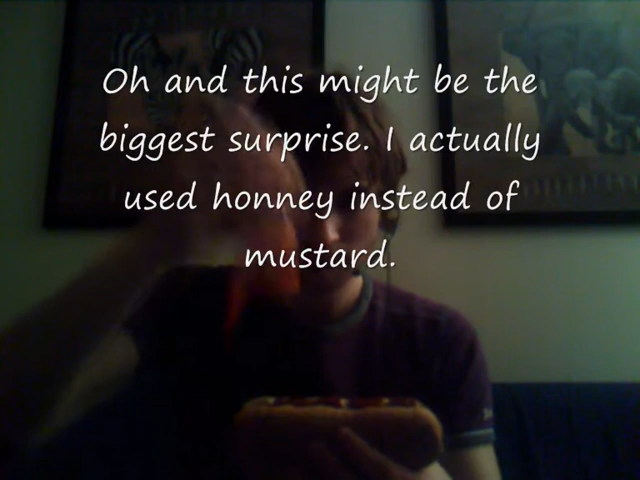 Oh and this might be the
biggest surprise. I actually
used honney instead of
mustard.